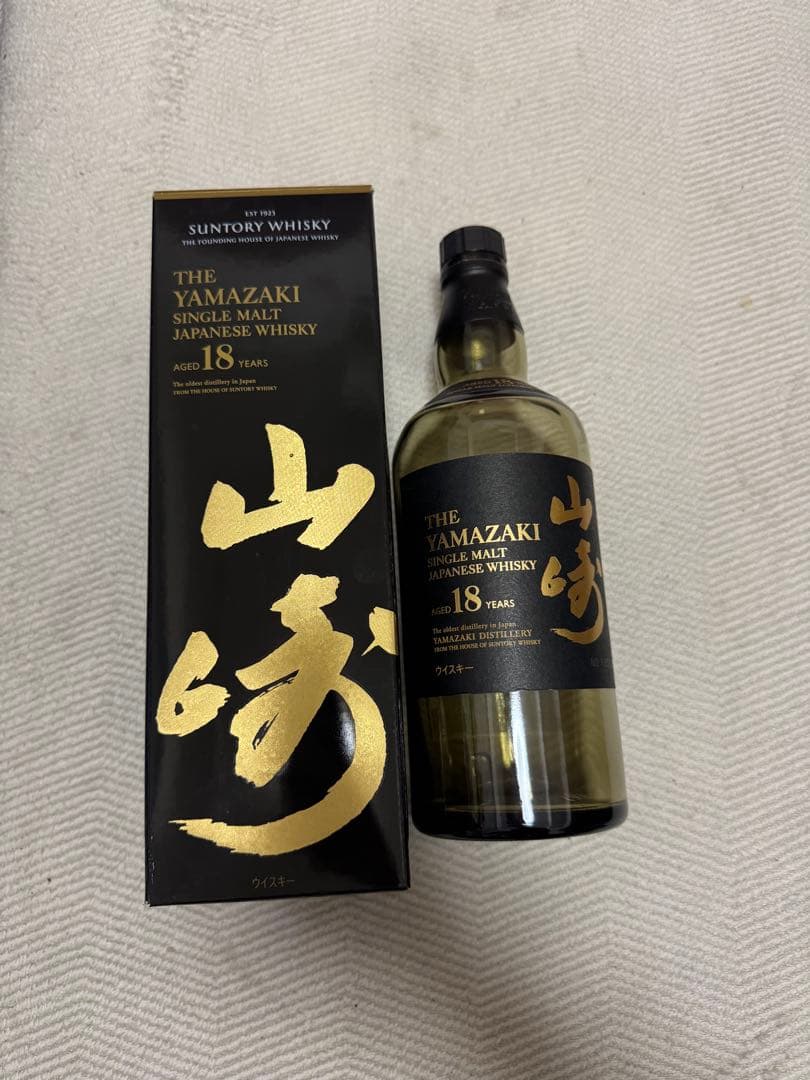 EST 1923
SUNTORY WHISKY
THE FOUNDING HOUSE OF JAPANESE WHISKY
THE
YAMAZAKI
SINGLE MALT
JAPANESE WHISKY
AGED 18 YEARS
The oldest distillery in Japan
FROM THE HOUSE OF SUNTORY WHISKY
山崎
ウイスキー
THE
YAMAZAKI
SINGLE MALT
JAPANESE WHISKY
AGED 18 YEARS
The oldest distillery in Japan
YAMAZAKI DISTILLERY
FROM THE HOUSE OF SUNTORY WHISKY
ウイスキー
山崎